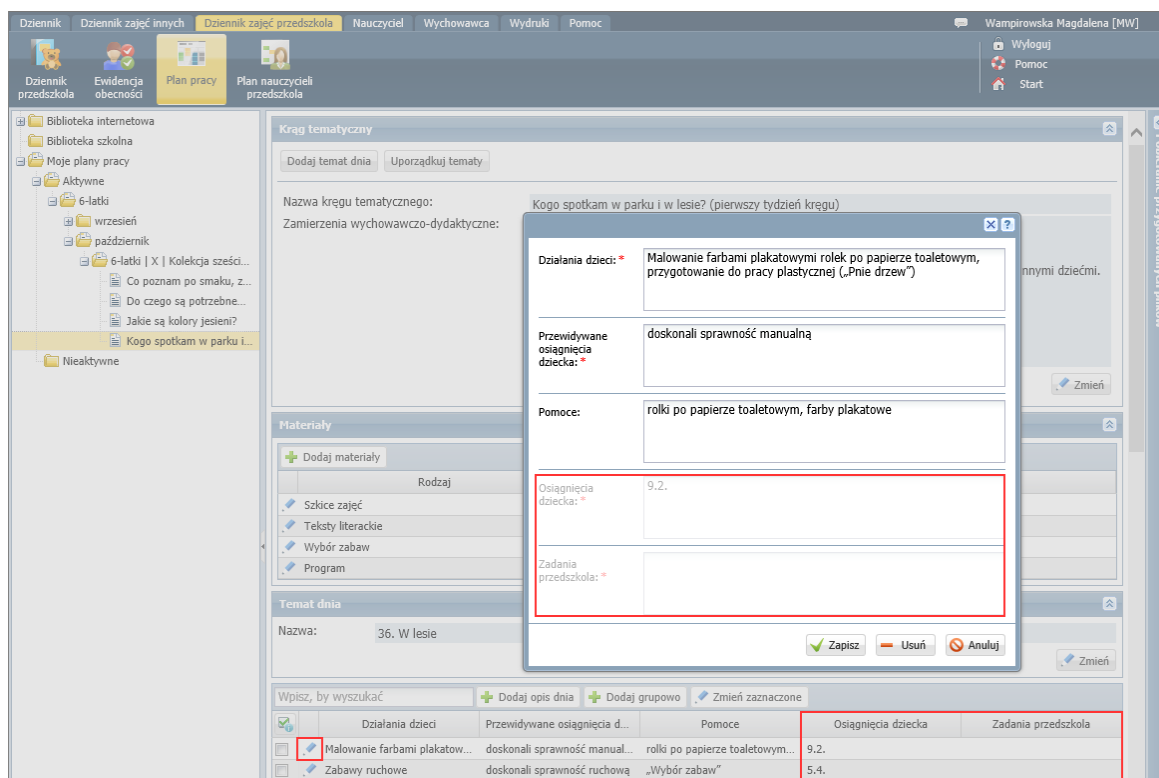 Dziennik Dziennik zajęć innych Dziennik zajęć przedszkola Nauczyciel Wychowawca Wydruki Pomoc Wampirowska Magdalena [MW]
Dziennik przedszkola
Ewidencja obecności
Plan pracy
Plan nauczycieli przedszkola
Wyloguj
Pomoc
Start
Biblioteka internetowa
Biblioteka szkolna
Moje plany pracy
Aktywne
6-latki
wrzesień
październik
6-latki | X | Kolekcja sześci...
Co poznam po smaku, z...
Do czego są potrzebne...
Jakie są kolory jesieni?
Kogo spotkam w parku i...
Nieaktywne
Krąg tematyczny
Dodaj temat dnia Uporządkuj tematy
Nazwa kręgu tematycznego: Kogo spotkam w parku i w lesie? (pierwszy tydzień kręgu)
Zamierzenia wychowawczo-dydaktyczne:
nnymi dziećmi.
Zmień
Działania dzieci: * Malowanie farbami plakatowymi rolek po papierze toaletowym,
przygotowanie do pracy plastycznej („Pnie drzew”)
Przewidywane osiągnięcia dziecka: * doskonali sprawność manualną
Pomoce: rolki po papierze toaletowym, farby plakatowe
Osiągnięcia dziecka: * 9.2.
Zadania przedszkola: *
Zapisz Usuń Anuluj
Materiały
Dodaj materiały
Rodzaj
Szkice zajęć
Teksty literackie
Wybór zabaw
Program
Temat dnia
Nazwa: 36. W lesie
Zmień
Wpisz, by wyszukać Dodaj opis dnia Dodaj grupowo Zmień zaznaczone
Działania dzieci Przewidywane osiągnięcia d... Pomoce Osiągnięcia dziecka Zadania przedszkola
Malowanie farbami plakatow... doskonali sprawność manual... rolki po papierze toaletowym... 9.2.
Zabawy ruchowe doskonali sprawność ruchową „Wybór zabaw” 5.4.